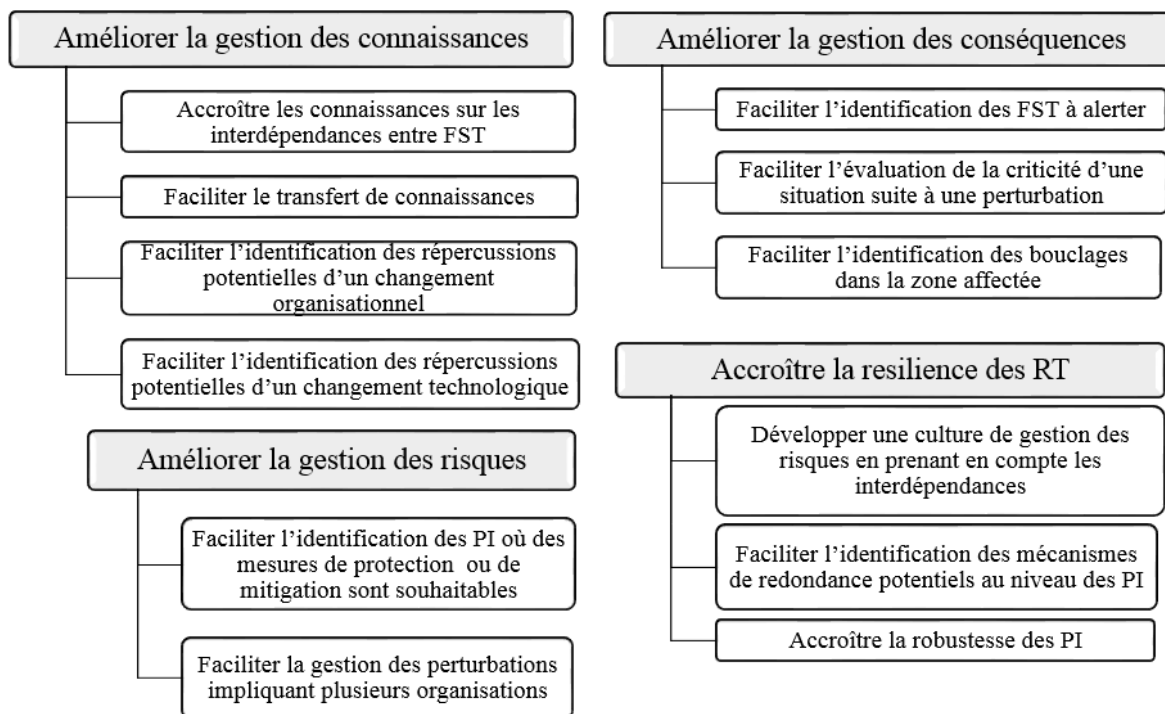 Améliorer la gestion des connaissances
Accroître les connaissances sur les
interdépendances entre FST
Faciliter le transfert de connaissances
Faciliter l’identification des répercussions
potentielles d’un changement
organisationnel
Faciliter l’identification des répercussions
potentielles d’un changement technologique
Améliorer la gestion des risques
Faciliter l’identification des PI où des
mesures de protection ou de
mitigation sont souhaitables
Faciliter la gestion des perturbations
impliquant plusieurs organisations
Améliorer la gestion des conséquences
Faciliter l’identification des FST à alerter
Faciliter l’évaluation de la criticité d’une
situation suite à une perturbation
Faciliter l’identification des bouclages
dans la zone affectée
Accroître la resilience des RT
Développer une culture de gestion des
risques en prenant en compte les
interdépendances
Faciliter l’identification des mécanismes
de redondance potentiels au niveau des PI
Accroître la robustesse des PI